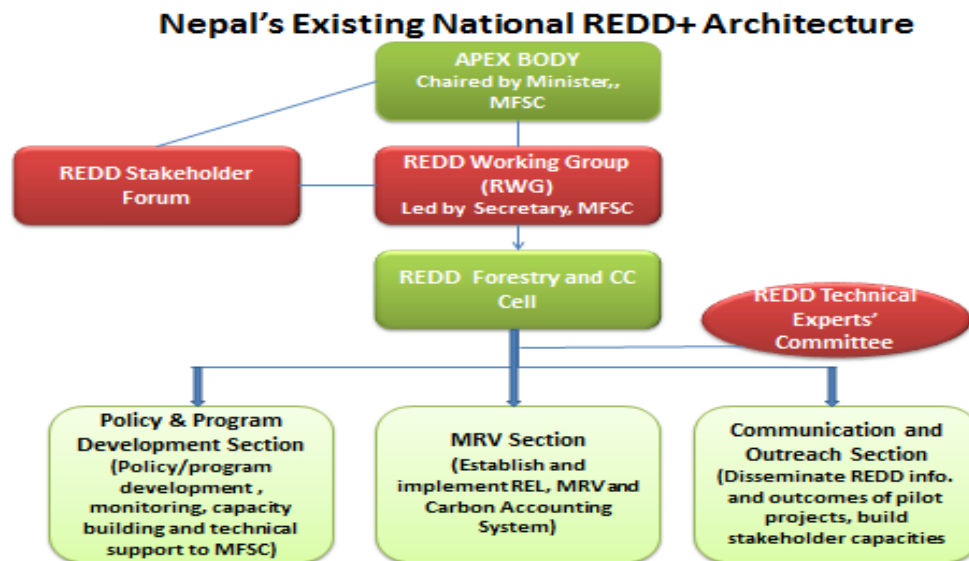 Nepal's Existing National REDD+ Architecture
APEX BODY
Chaired by Minister,,
MFSC
REDD Stakeholder
Forum
REDD Working Group
(RWG)
Led by Secretary, MFSC
REDD Forestry and CC
Cell
REDD Technical
Experts'
Committee
Policy & Program
Development Section
(Policy/program
development ,
monitoring, capacity
building and technical
support to MFSC)
MRV Section
(Establish and
implement REL, MRV and
Carbon Accounting
System)
Communication and
Outreach Section
(Disseminate REDD info.
and outcomes of pilot
projects, build
stakeholder capacities